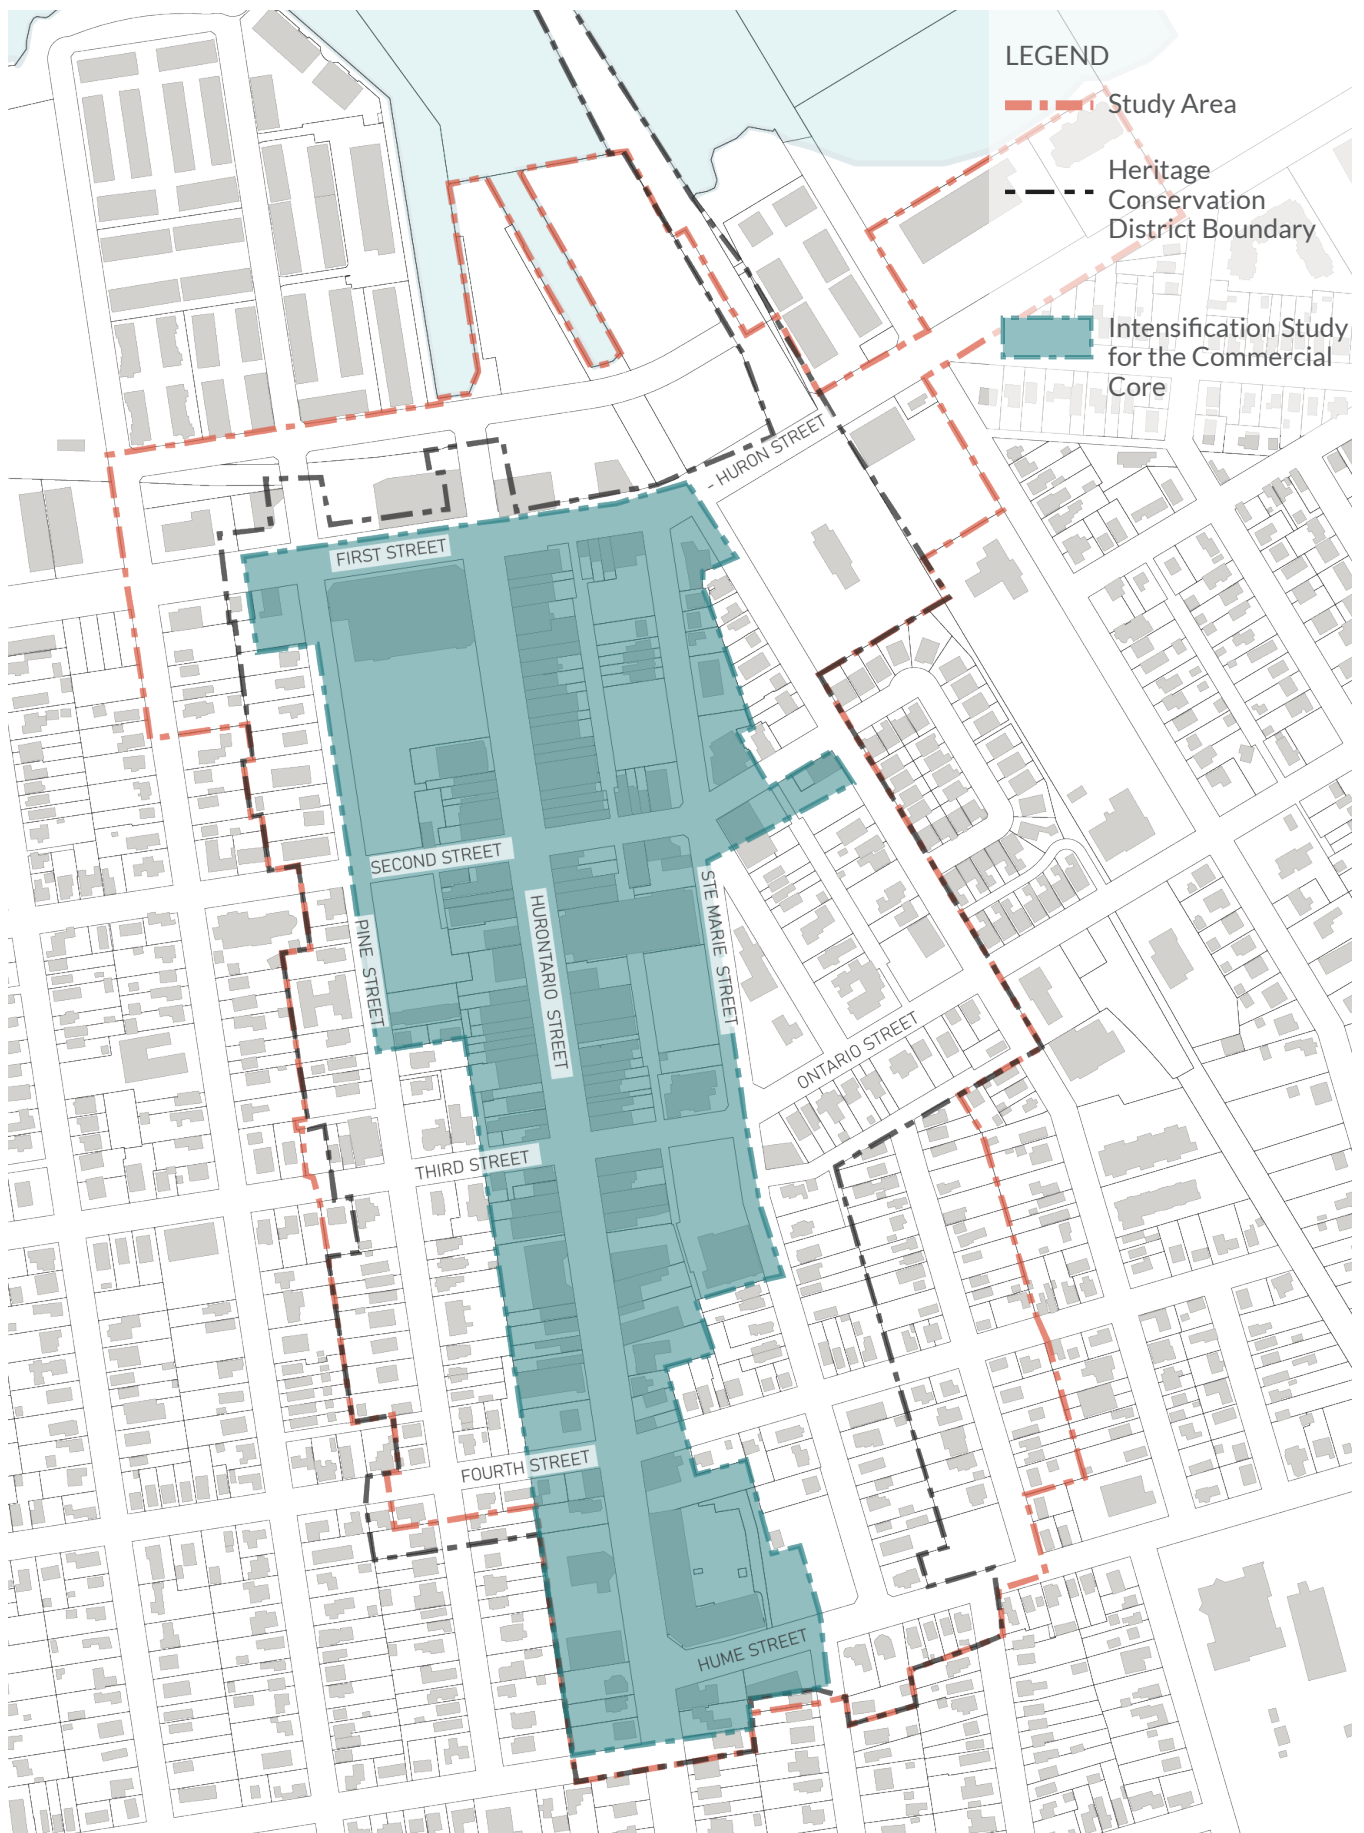 LEGEND
Study Area
Heritage
Conservation
District Boundary
Intensification Study
for the Commercial
Core
HURON STREET
FIRST STREET
SECOND STREET
HURONTARIO STREET
STE MARIE STREET
PINE STREET
ONTARIO STREET
THIRD STREET
FOURTH STREET
HUME STREET